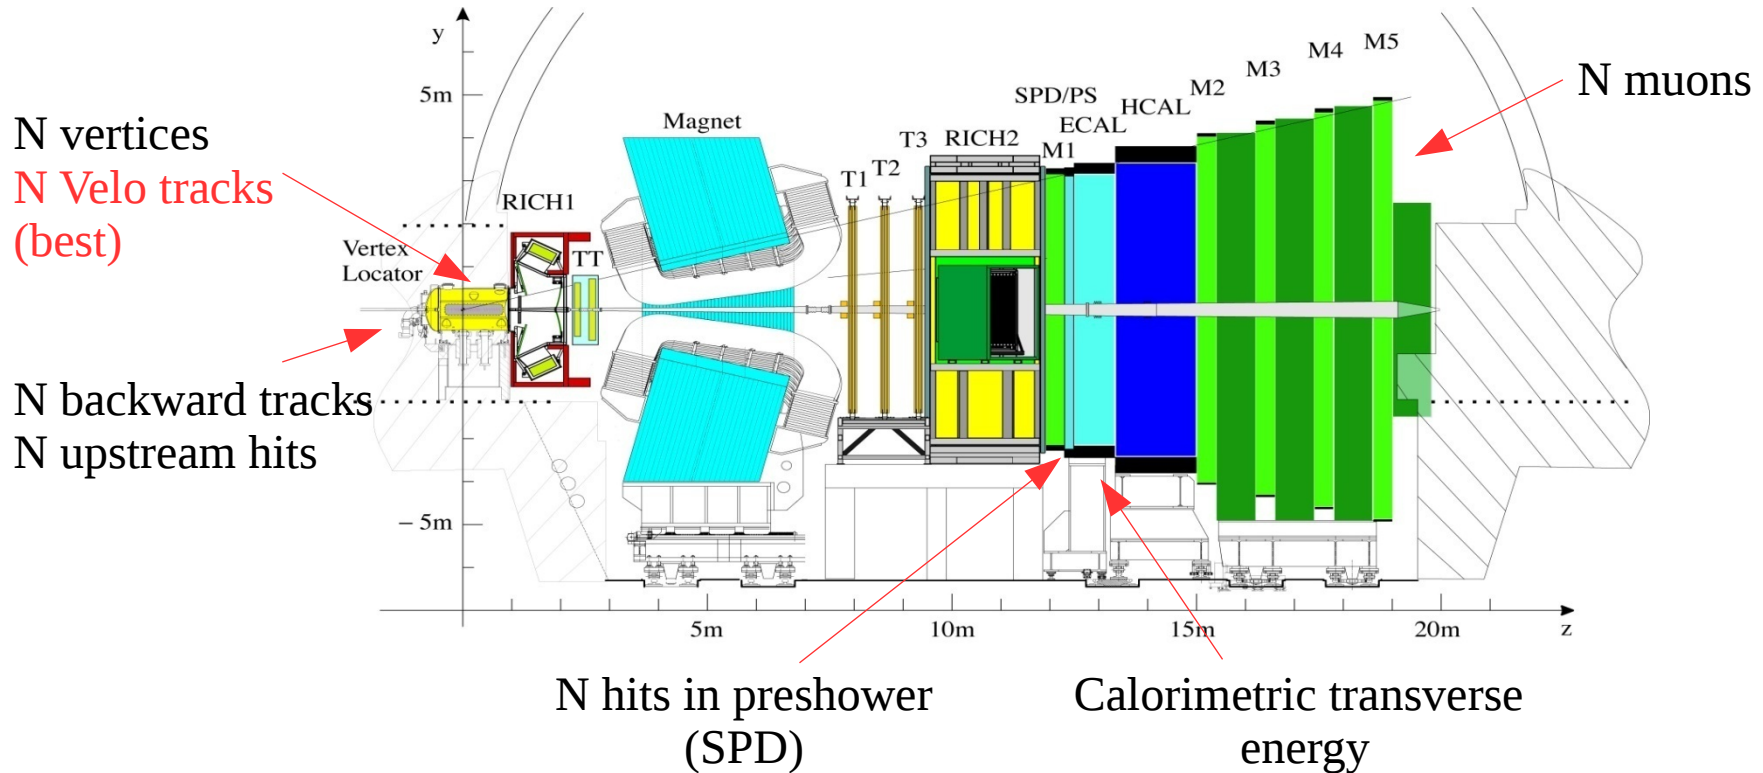 y
5m
N vertices
N Velo tracks
(best)
Vertex
Locator
RICH1
TT
Magnet
T1
T2
T3
RICH2
M1
SPD/PS
ECAL
HCAL
M2
M3
M4
M5
N muons
N backward tracks
N upstream hits
– 5m
5m
10m
15m
20m
z
N hits in preshower
(SPD)
Calorimetric transverse
energy